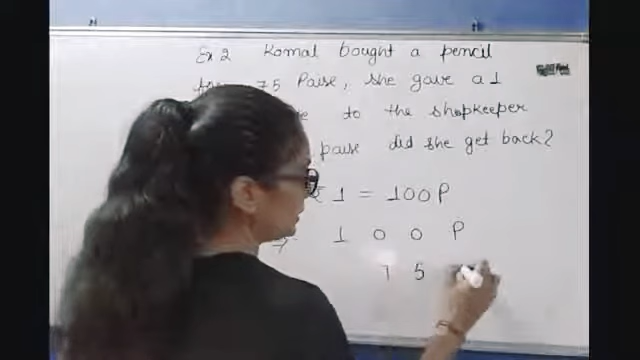 Ex 2 Komal bought a pencil
for 75 Paise, she gave a 1
to the shopkeeper
paise did she get back?
₹ 1 = 100P
→ 1 0 0 P
7 5